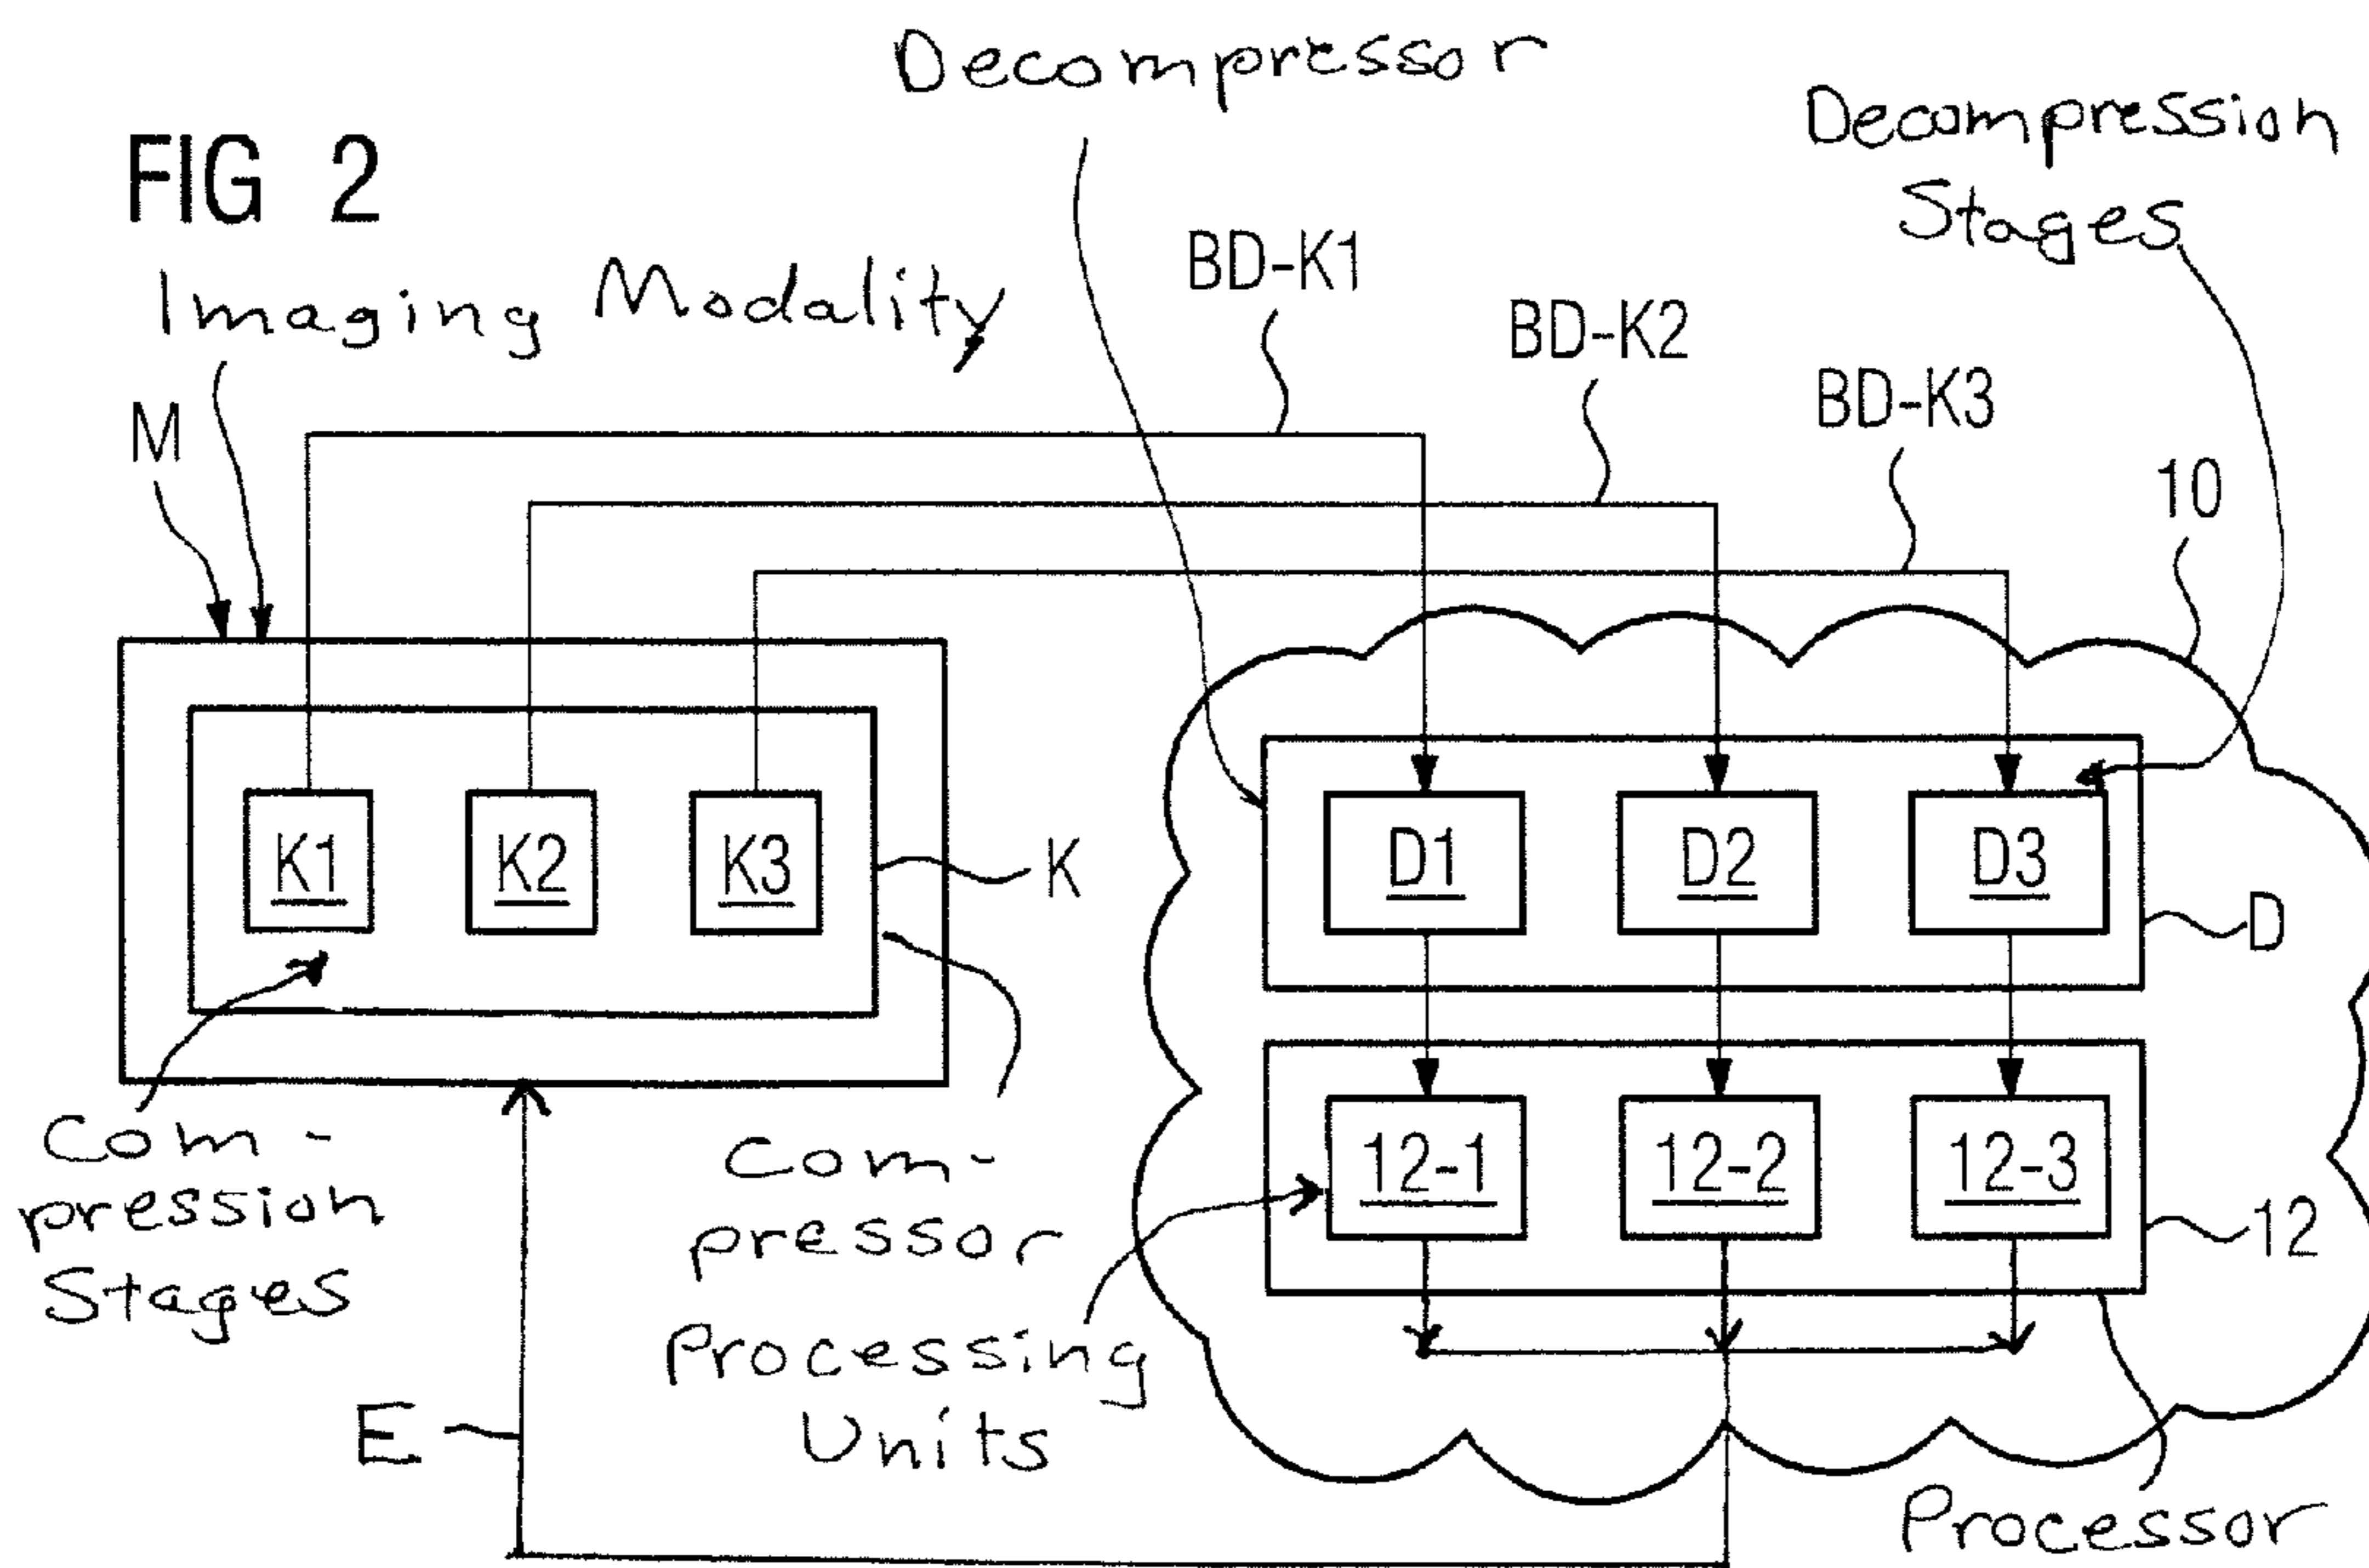 Decompressor
Decompression
Stages
FIG 2
Imaging Modality
BD-K1
BD-K2
BD-K3
M
10
K1
K2
K3
K
D1
D2
D3
D
Com-
pression
Stages
Com-
pressor
12-1
12-2
12-3
12
Processing
Units
E
Processor